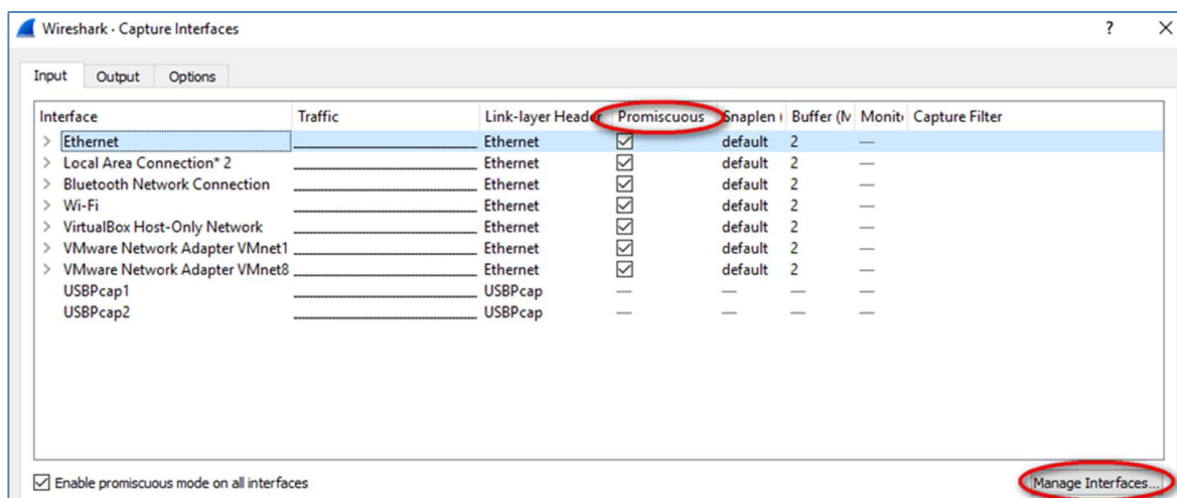 Wireshark · Capture Interfaces ? ×
Input Output Options
Interface Traffic Link-layer Header Promiscuous Snaplen ( Buffer (M Monit Capture Filter
> Ethernet Ethernet ☑ default 2 —
> Local Area Connection* 2 Ethernet ☑ default 2 —
> Bluetooth Network Connection Ethernet ☑ default 2 —
> Wi-Fi Ethernet ☑ default 2 —
> VirtualBox Host-Only Network Ethernet ☑ default 2 —
> VMware Network Adapter VMnet1 Ethernet ☑ default 2 —
> VMware Network Adapter VMnet8 Ethernet ☑ default 2 —
USBPcap1 USBPcap — — — —
USBPcap2 USBPcap — — — —
☑ Enable promiscuous mode on all interfaces Manage Interfaces...